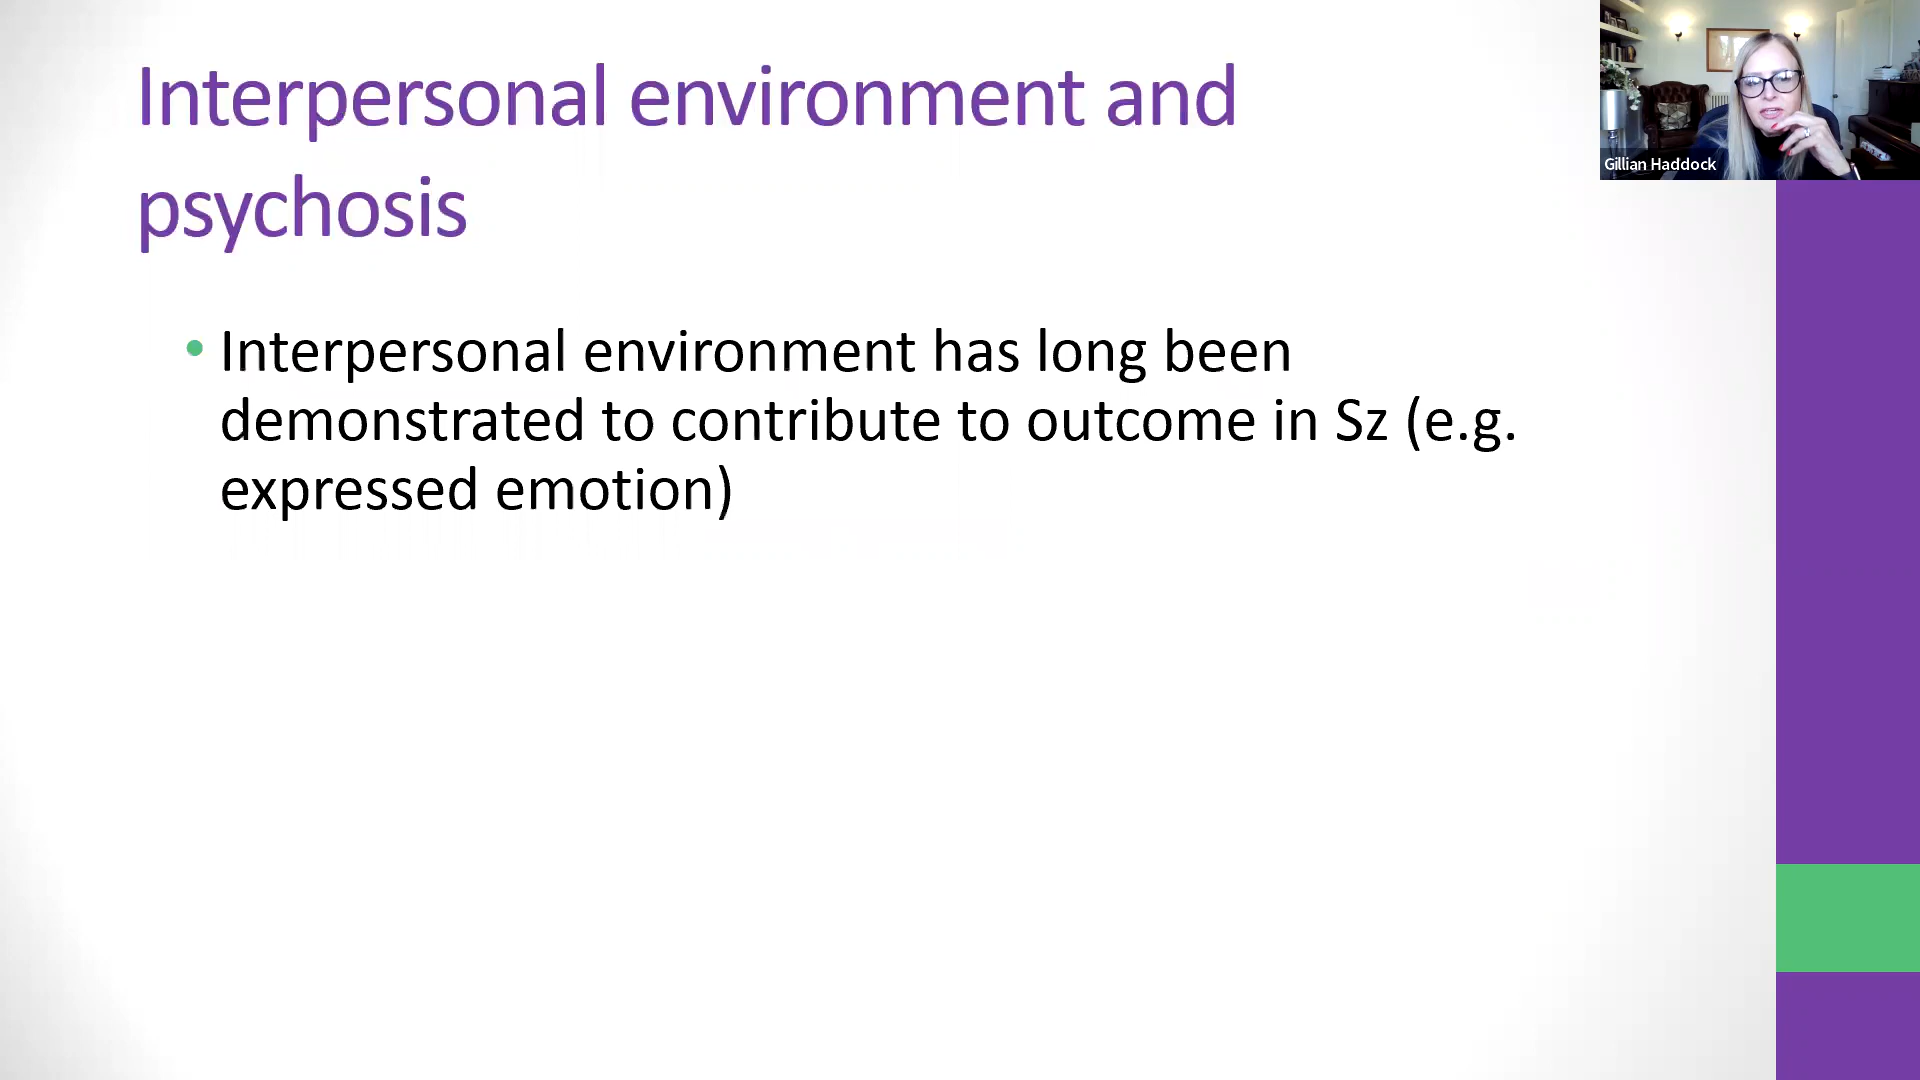 Interpersonal environment and
psychosis
• Interpersonal environment has long been
demonstrated to contribute to outcome in Sz (e.g.
expressed emotion)
Gillian Haddock